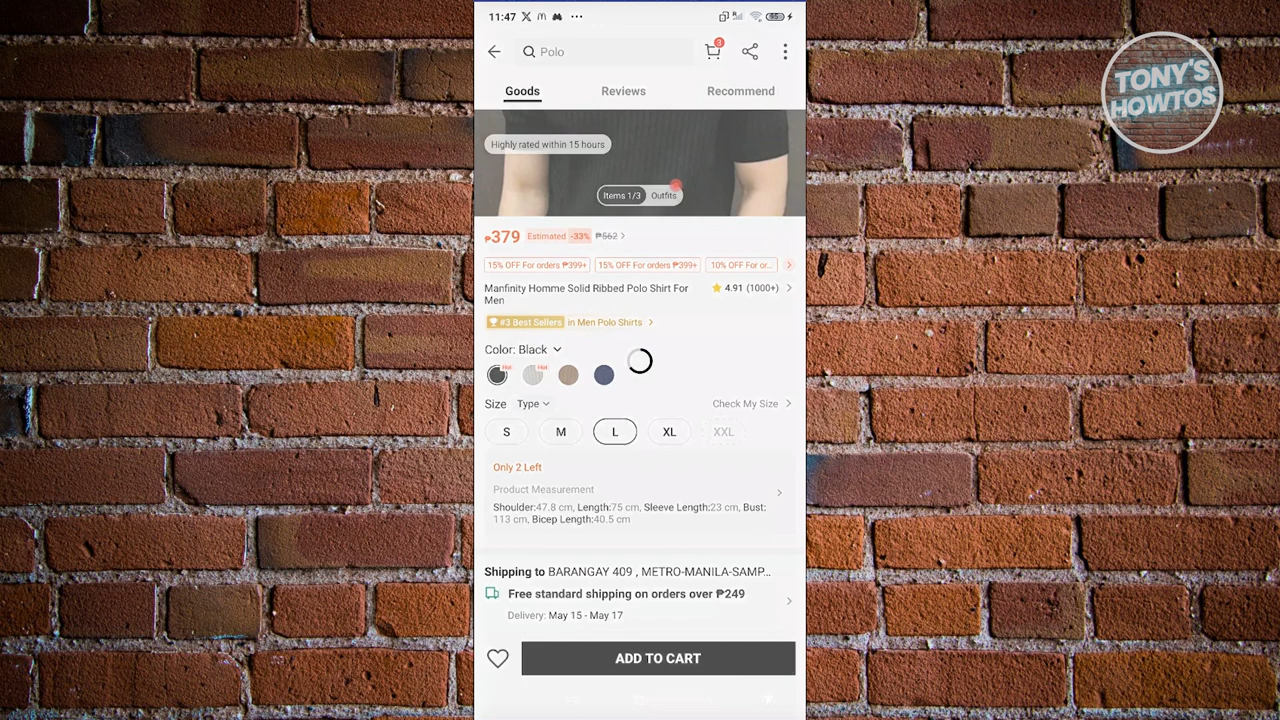 11:47
65
TONY'S
HOWTOS
Polo
3
Goods Reviews Recommend
Highly rated within 15 hours
Items 1/3 Outfits
₱379 Estimated -33% ₱562 >
15% OFF For orders ₱399+ 15% OFF For orders ₱399+ 10% OFF For or...
Manfinity Homme Solid Ribbed Polo Shirt For
Men
4.91 (1000+)
#3 Best Sellers in Men Polo Shirts
Color: Black
Hot Hot
Size Type Check My Size
S M L XL XXL
Only 2 Left
Product Measurement
Shoulder:47.8 cm, Length:75 cm, Sleeve Length:23 cm, Bust:
113 cm, Bicep Length:40.5 cm
Shipping to BARANGAY 409 , METRO-MANILA-SAMP...
Free standard shipping on orders over ₱249
Delivery: May 15 - May 17
ADD TO CART